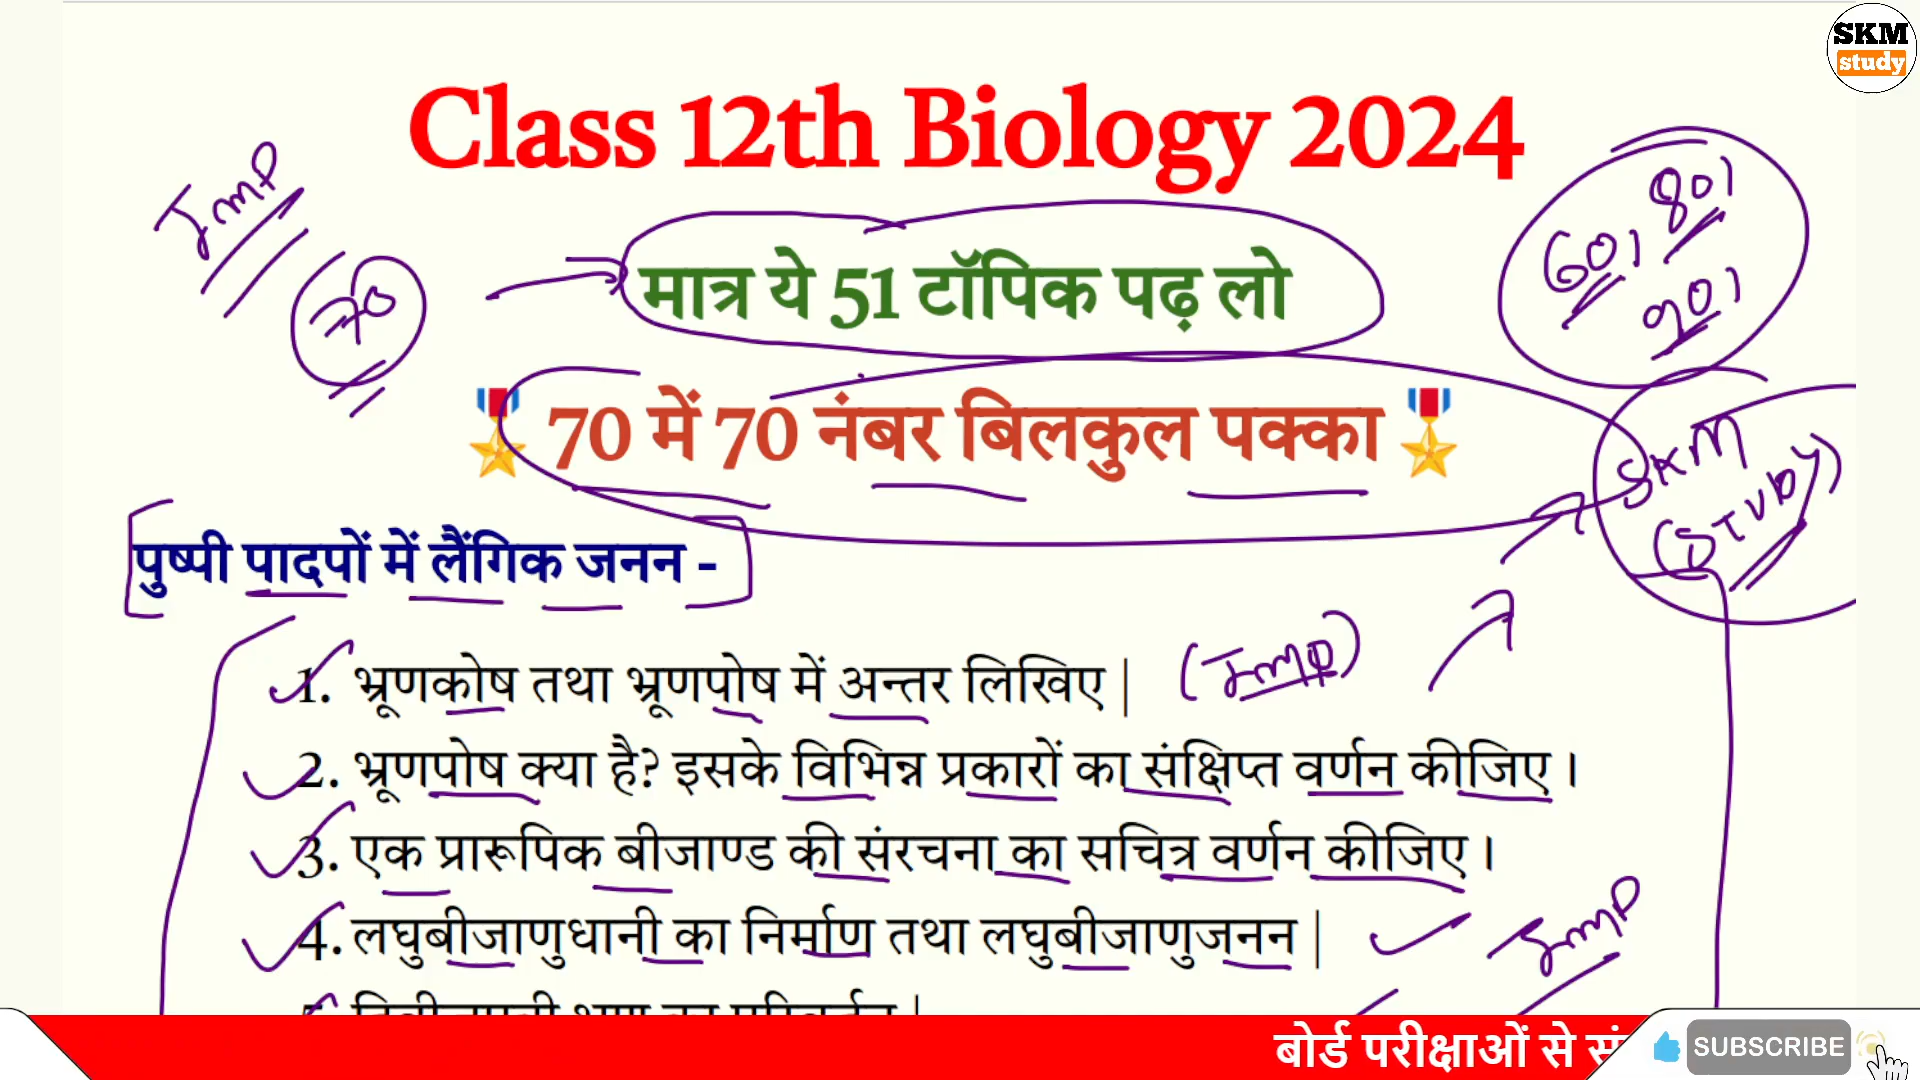 SKM
study
Class 12th Biology 2024
Imp
70
मात्र ये 51 टॉपिक पढ़ लो
60, 80,
90,
70 में 70 नंबर बिलकुल पक्का
SKM
(STUDY)
पुष्पी पादपों में लैंगिक जनन -
1. भ्रूणकोष तथा भ्रूणपोष में अन्तर लिखिए | (Imp)
2. भ्रूणपोष क्या है? इसके विभिन्न प्रकारों का संक्षिप्त वर्णन कीजिए ।
3. एक प्रारूपिक बीजाण्ड की संरचना का सचित्र वर्णन कीजिए ।
4. लघुबीजाणुधानी का निर्माण तथा लघुबीजाणुजनन | Imp
बोर्ड परीक्षाओं से
SUBSCRIBE